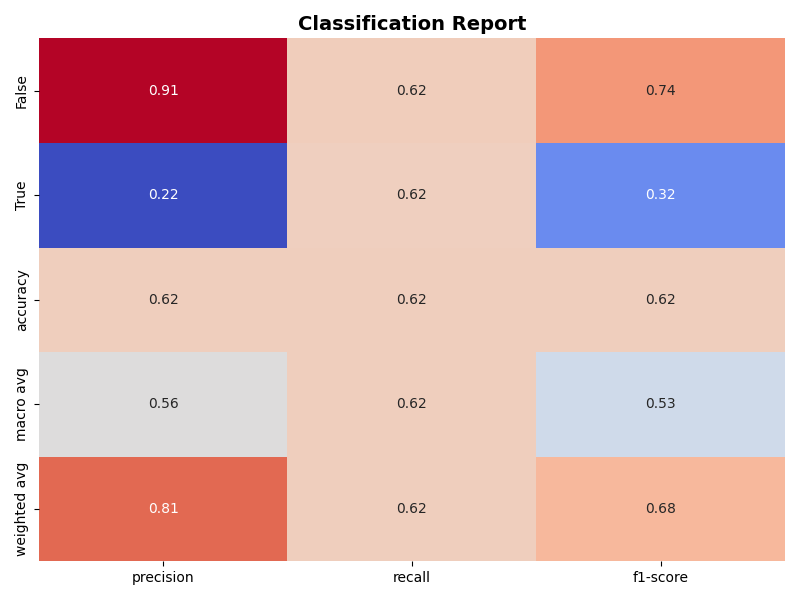 Classification Report
False 0.91 0.62 0.74
True 0.22 0.62 0.32
accuracy 0.62 0.62 0.62
macro avg 0.56 0.62 0.53
weighted avg 0.81 0.62 0.68
precision recall f1-score